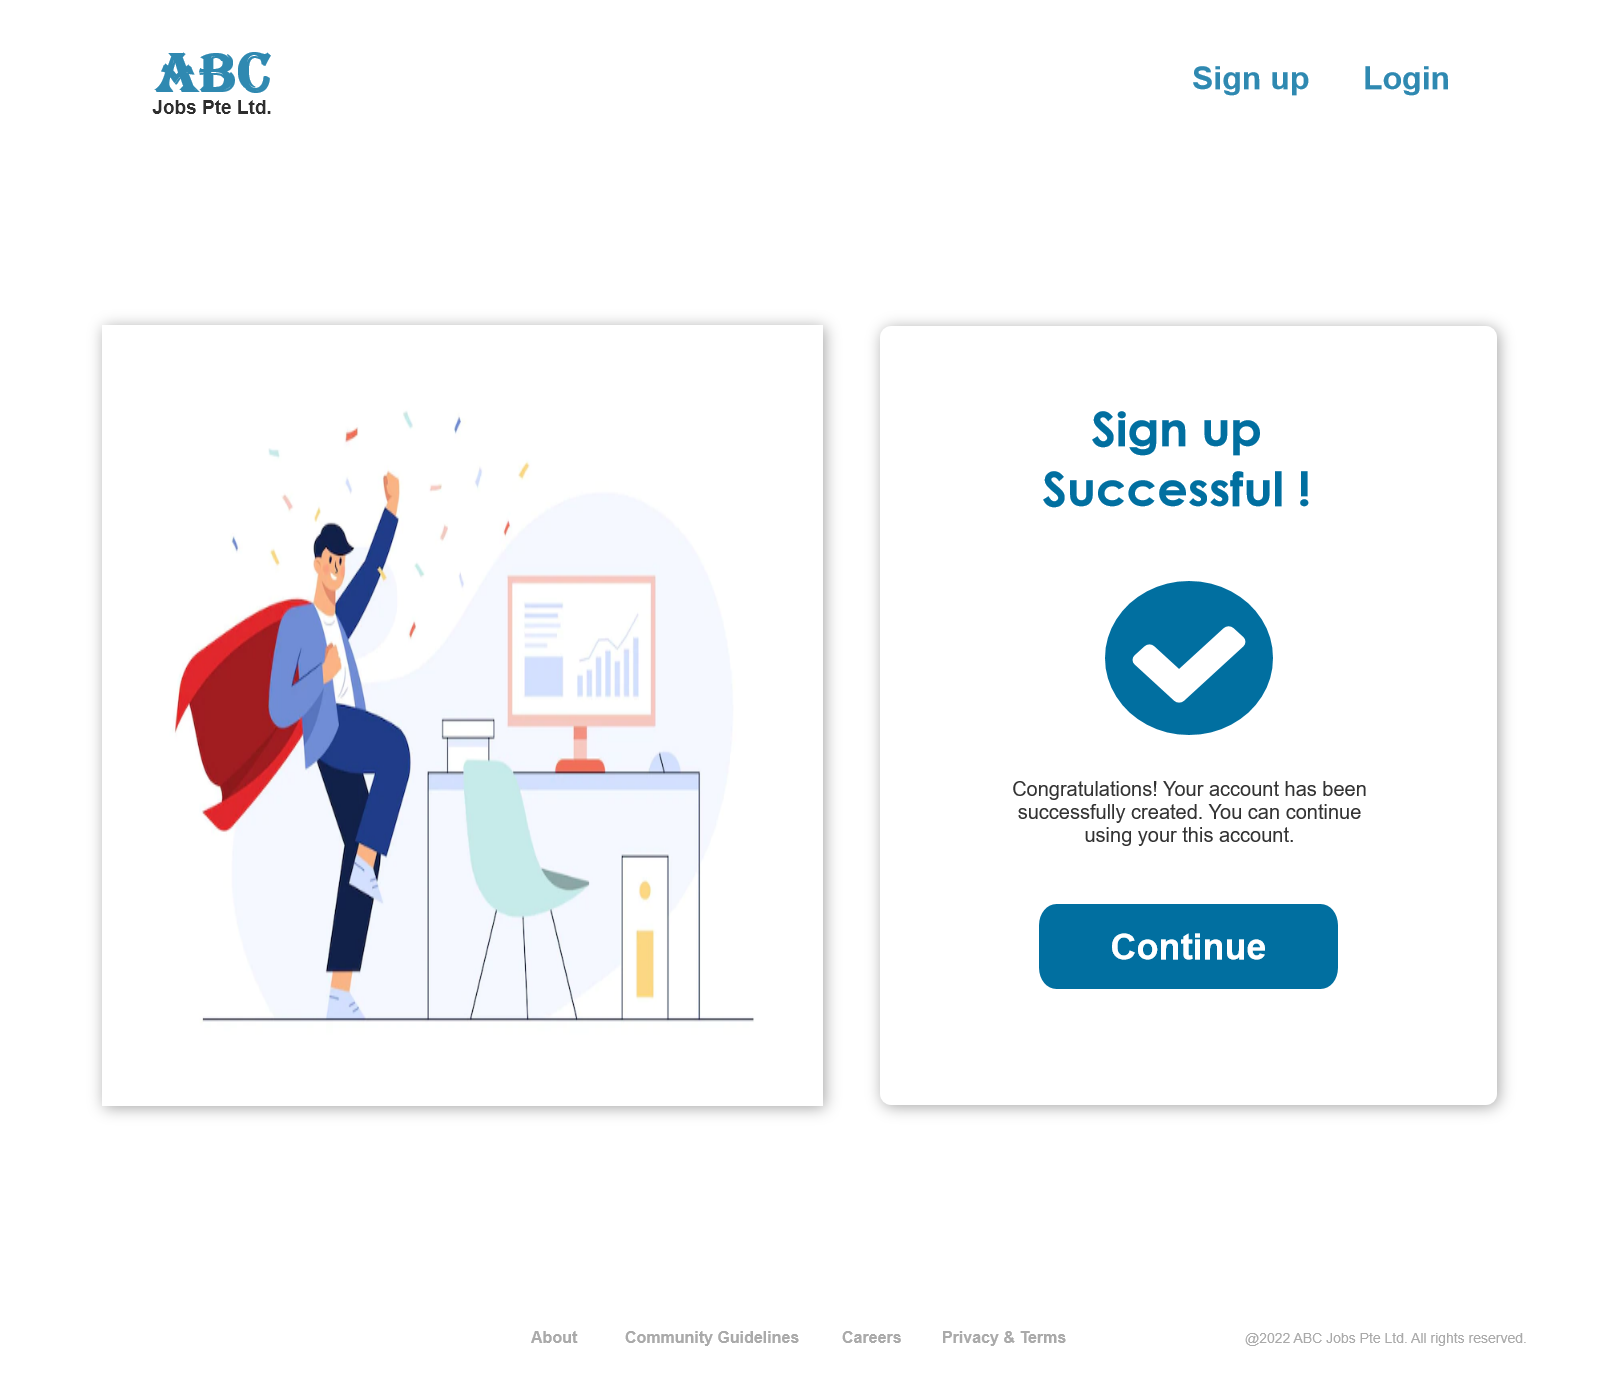 ABC
Jobs Pte Ltd.
Sign up
Login
Sign up
Successful !
Congratulations! Your account has been
successfully created. You can continue
using your this account.
Continue
About
Community Guidelines
Careers
Privacy & Terms
@2022 ABC Jobs Pte Ltd. All rights reserved.